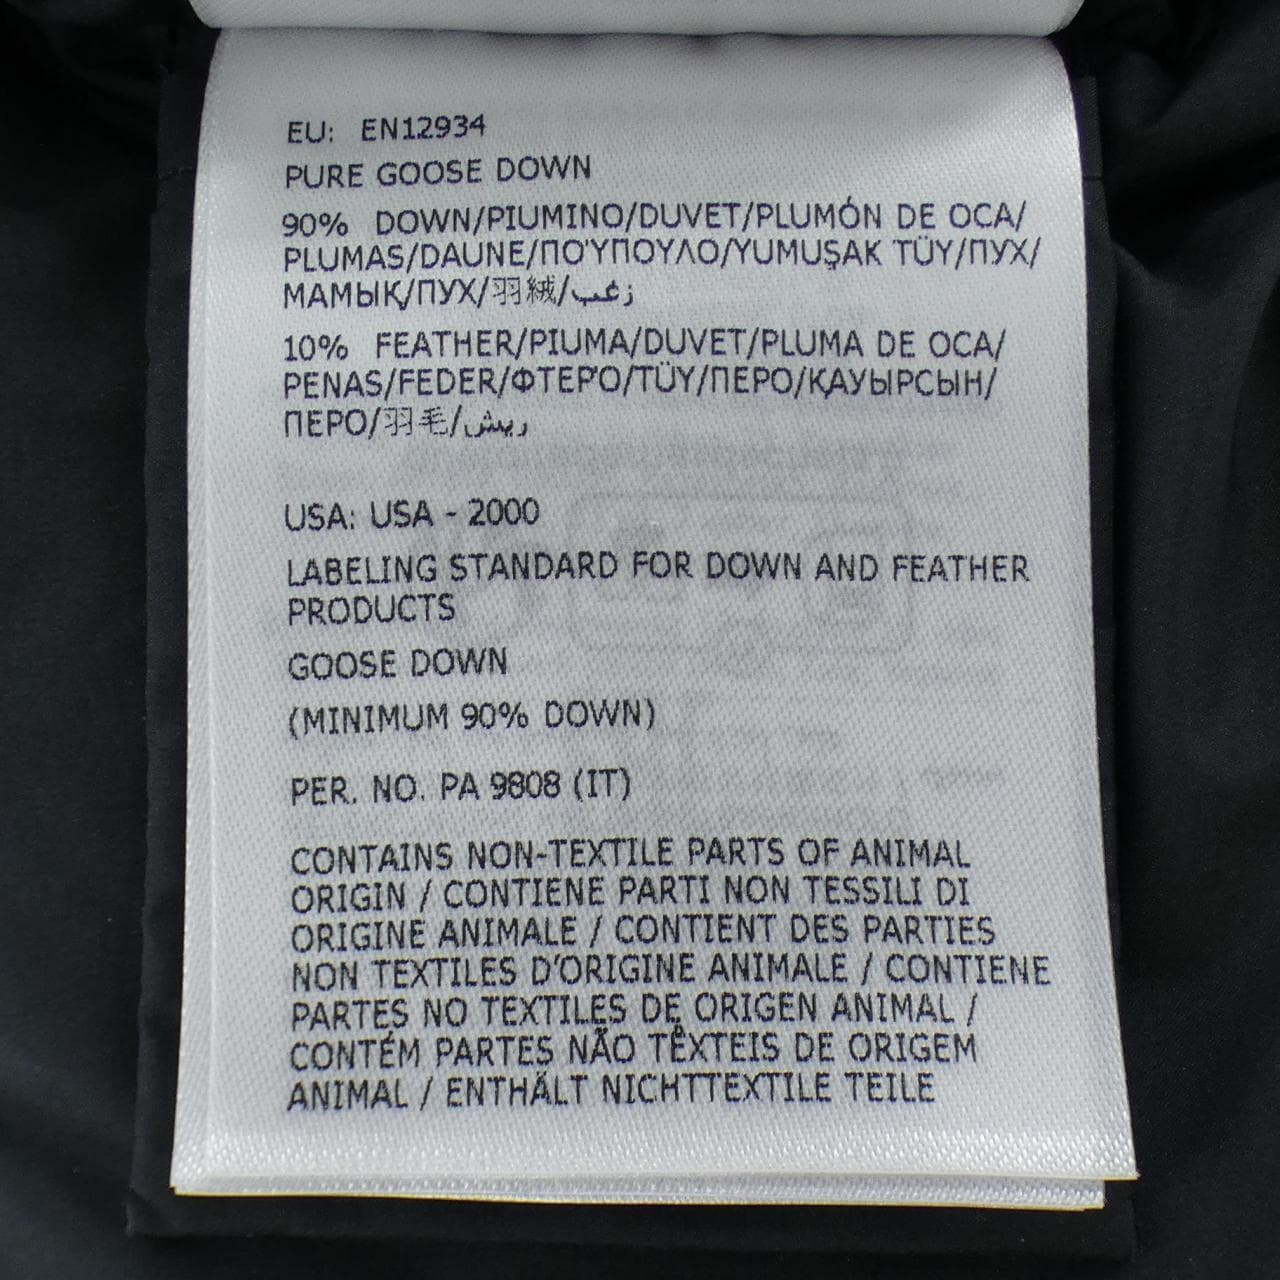 EU: EN12934
PURE GOOSE DOWN
90% DOWN/PIUMINO/DUVET/PLUMÓN DE OCA/
PLUMAS/DAUNE/ΠΟΎΠΟΥΛΟ/YUMUŞAK TÜY/ПУХ/
МАМЫҚ/ПУХ/羽絨/زغب
10% FEATHER/PIUMA/DUVET/PLUMA DE OCA/
PENAS/FEDER/ΦΤΕΡΌ/TÜY/ПЕРО/ҚАУЫРСЫН/
ПЕРО/羽毛/ريش
USA: USA - 2000
LABELING STANDARD FOR DOWN AND FEATHER
PRODUCTS
GOOSE DOWN
(MINIMUM 90% DOWN)
PER. NO. PA 9808 (IT)
CONTAINS NON-TEXTILE PARTS OF ANIMAL
ORIGIN / CONTIENE PARTI NON TESSILI DI
ORIGINE ANIMALE / CONTIENT DES PARTIES
NON TEXTILES D'ORIGINE ANIMALE / CONTIENE
PARTES NO TEXTILES DE ORIGEN ANIMAL /
CONTÉM PARTES NÃO TÊXTEIS DE ORIGEM
ANIMAL / ENTHÄLT NICHTTEXTILE TEILE